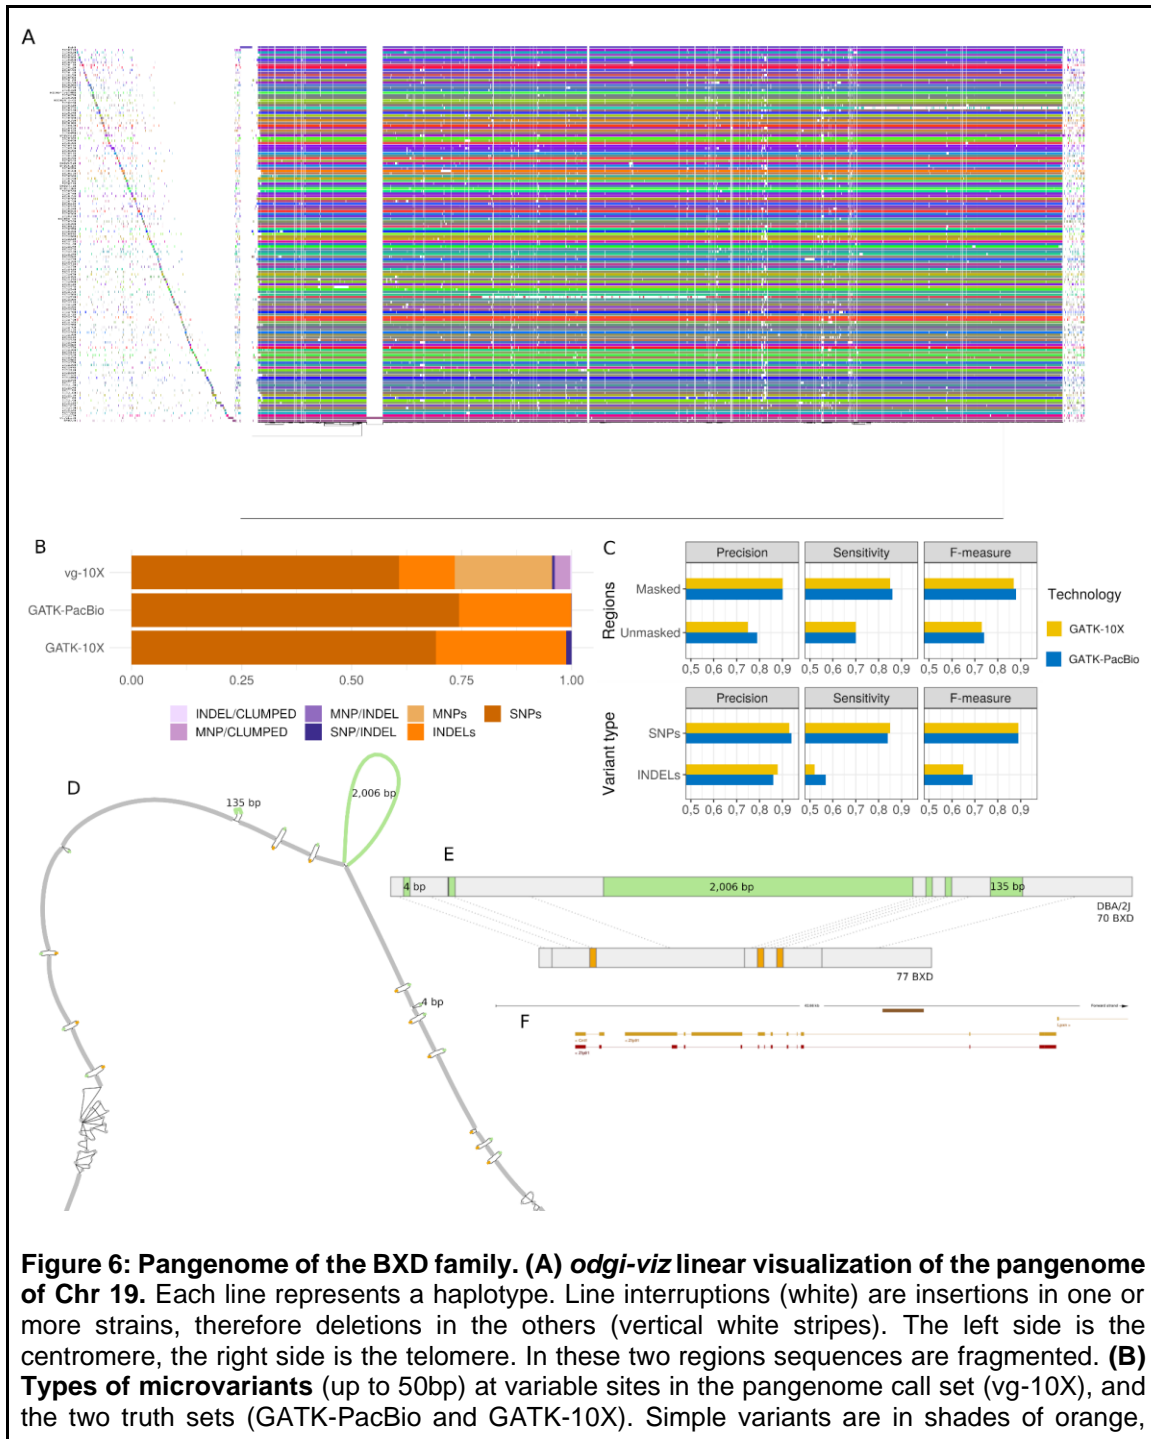 A
B
vg-10X
GATK-PacBio
GATK-10X
0.00 0.25 0.50 0.75 1.00
INDEL/CLUMPED MNP/INDEL MNPs SNPs
MNP/CLUMPED SNP/INDEL INDELs
C
Precision Sensitivity F-measure
Regions
Masked
Unmasked
0,5 0,6 0,7 0,8 0,9 0,5 0,6 0,7 0,8 0,9 0,5 0,6 0,7 0,8 0,9
Technology
GATK-10X
GATK-PacBio
Precision Sensitivity F-measure
Variant type
SNPs
INDELs
0,5 0,6 0,7 0,8 0,9 0,5 0,6 0,7 0,8 0,9 0,5 0,6 0,7 0,8 0,9
D
135 bp
2,006 bp
4 bp
E
4 bp 2,006 bp 135 bp
DBA/2J
70 BXD
77 BXD
F
Forward strand
Figure 6: Pangenome of the BXD family. (A) odgi-viz linear visualization of the pangenome
of Chr 19. Each line represents a haplotype. Line interruptions (white) are insertions in one or
more strains, therefore deletions in the others (vertical white stripes). The left side is the
centromere, the right side is the telomere. In these two regions sequences are fragmented. (B)
Types of microvariants (up to 50bp) at variable sites in the pangenome call set (vg-10X), and
the two truth sets (GATK-PacBio and GATK-10X). Simple variants are in shades of orange,